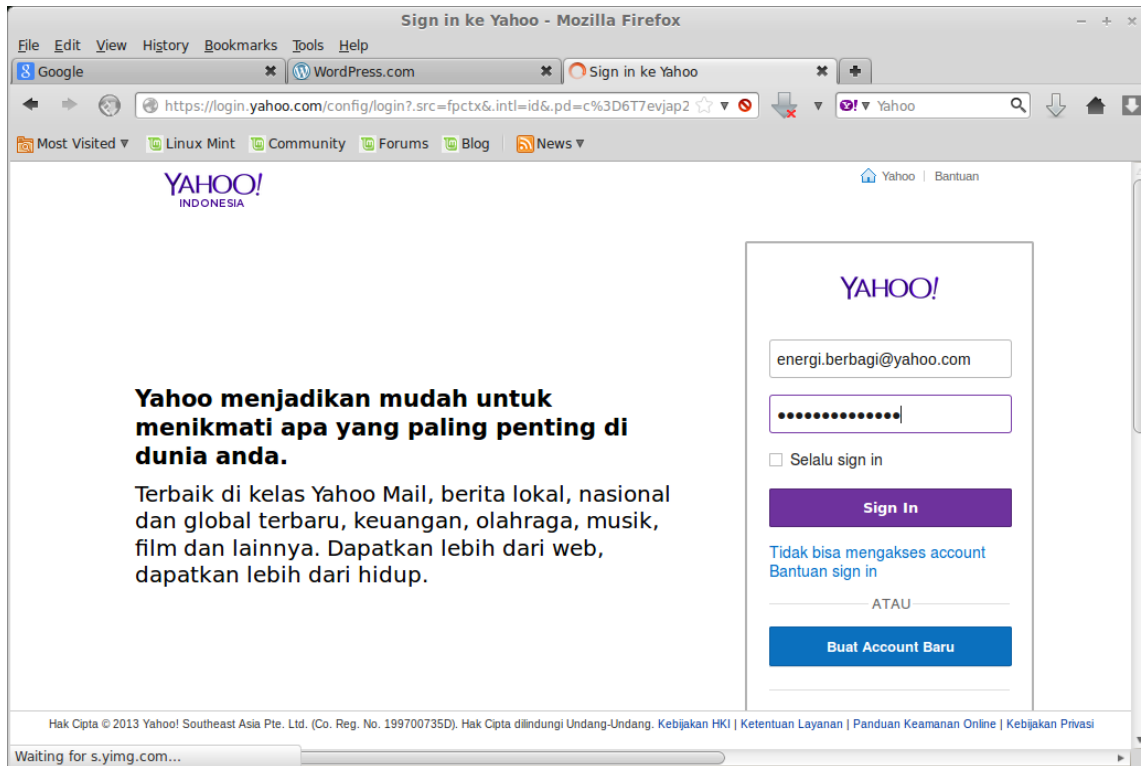 Sign in ke Yahoo - Mozilla Firefox
File Edit View History Bookmarks Tools Help
Google
WordPress.com
Sign in ke Yahoo
https://login.yahoo.com/config/login?.src=fpctx&.intl=id&.pd=c%3D6T7evjap2
Yahoo
Most Visited
Linux Mint
Community
Forums
Blog
News
YAHOO!
INDONESIA
Yahoo | Bantuan
YAHOO!
energi.berbagi@yahoo.com
••••••••••••••
Selalu sign in
Sign In
Tidak bisa mengakses account
Bantuan sign in
ATAU
Buat Account Baru
Yahoo menjadikan mudah untuk
menikmati apa yang paling penting di
dunia anda.
Terbaik di kelas Yahoo Mail, berita lokal, nasional
dan global terbaru, keuangan, olahraga, musik,
film dan lainnya. Dapatkan lebih dari web,
dapatkan lebih dari hidup.
Hak Cipta © 2013 Yahoo! Southeast Asia Pte. Ltd. (Co. Reg. No. 199700735D). Hak Cipta dilindungi Undang-Undang. Kebijakan HKI | Ketentuan Layanan | Panduan Keamanan Online | Kebijakan Privasi
Waiting for s.yimg.com...